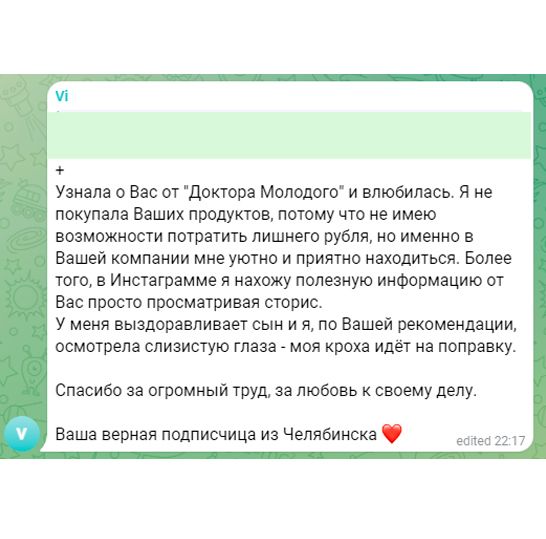 Vi
+
Узнала о Вас от "Доктора Молодого" и влюбилась. Я не
покупала Ваших продуктов, потому что не имею
возможности потратить лишнего рубля, но именно в
Вашей компании мне уютно и приятно находиться. Более
того, в Инстаграмме я нахожу полезную информацию от
Вас просто просматривая сторис.
У меня выздоравливает сын и я, по Вашей рекомендации,
осмотрела слизистую глаза - моя кроха идёт на поправку.
Спасибо за огромный труд, за любовь к своему делу.
V
Ваша верная подписчица из Челябинска ❤️
edited 22:17